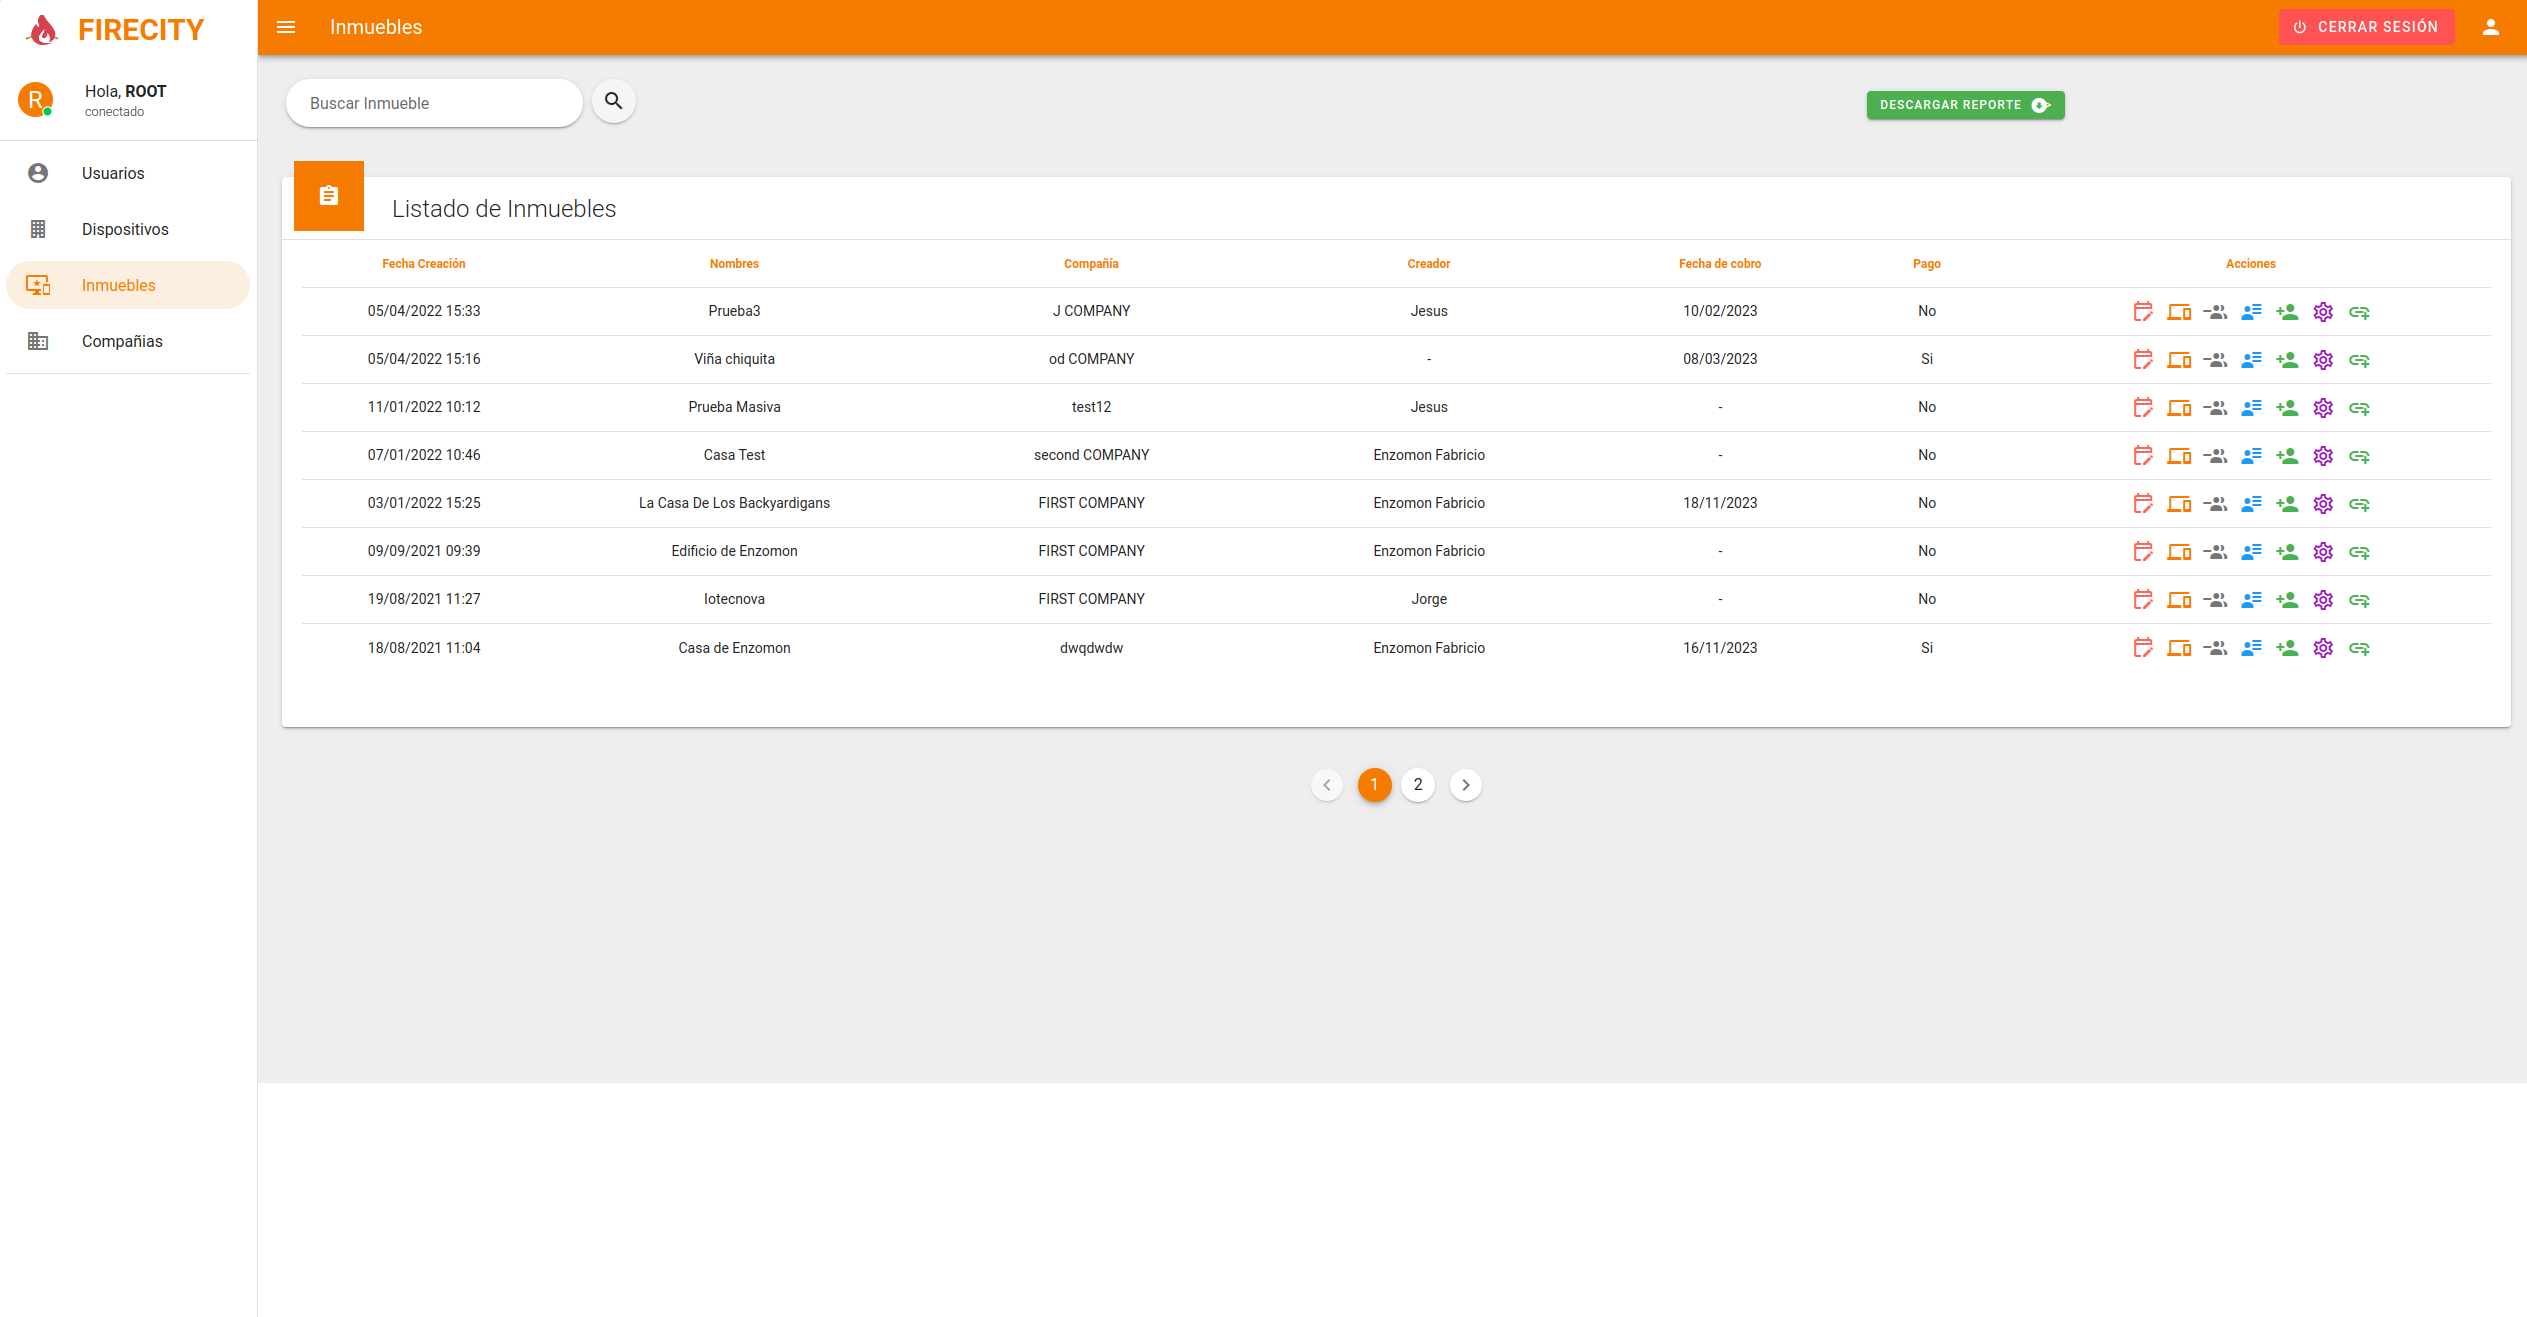 FIRECITY
Inmuebles
CERRAR SESIÓN
R
Hola, ROOT
conectado
Usuarios
Dispositivos
Inmuebles
Compañias
Buscar Inmueble
DESCARGAR REPORTE
Listado de Inmuebles
Fecha Creación Nombres Compañía Creador Fecha de cobro Pago Acciones
05/04/2022 15:33 Prueba3 J COMPANY Jesus 10/02/2023 No
05/04/2022 15:16 Viña chiquita od COMPANY - 08/03/2023 Si
11/01/2022 10:12 Prueba Masiva test12 Jesus - No
07/01/2022 10:46 Casa Test second COMPANY Enzomon Fabricio - No
03/01/2022 15:25 La Casa De Los Backyardigans FIRST COMPANY Enzomon Fabricio 18/11/2023 No
09/09/2021 09:39 Edificio de Enzomon FIRST COMPANY Enzomon Fabricio - No
19/08/2021 11:27 Iotecnova FIRST COMPANY Jorge - No
18/08/2021 11:04 Casa de Enzomon dwqdwdw Enzomon Fabricio 16/11/2023 Si
1 2